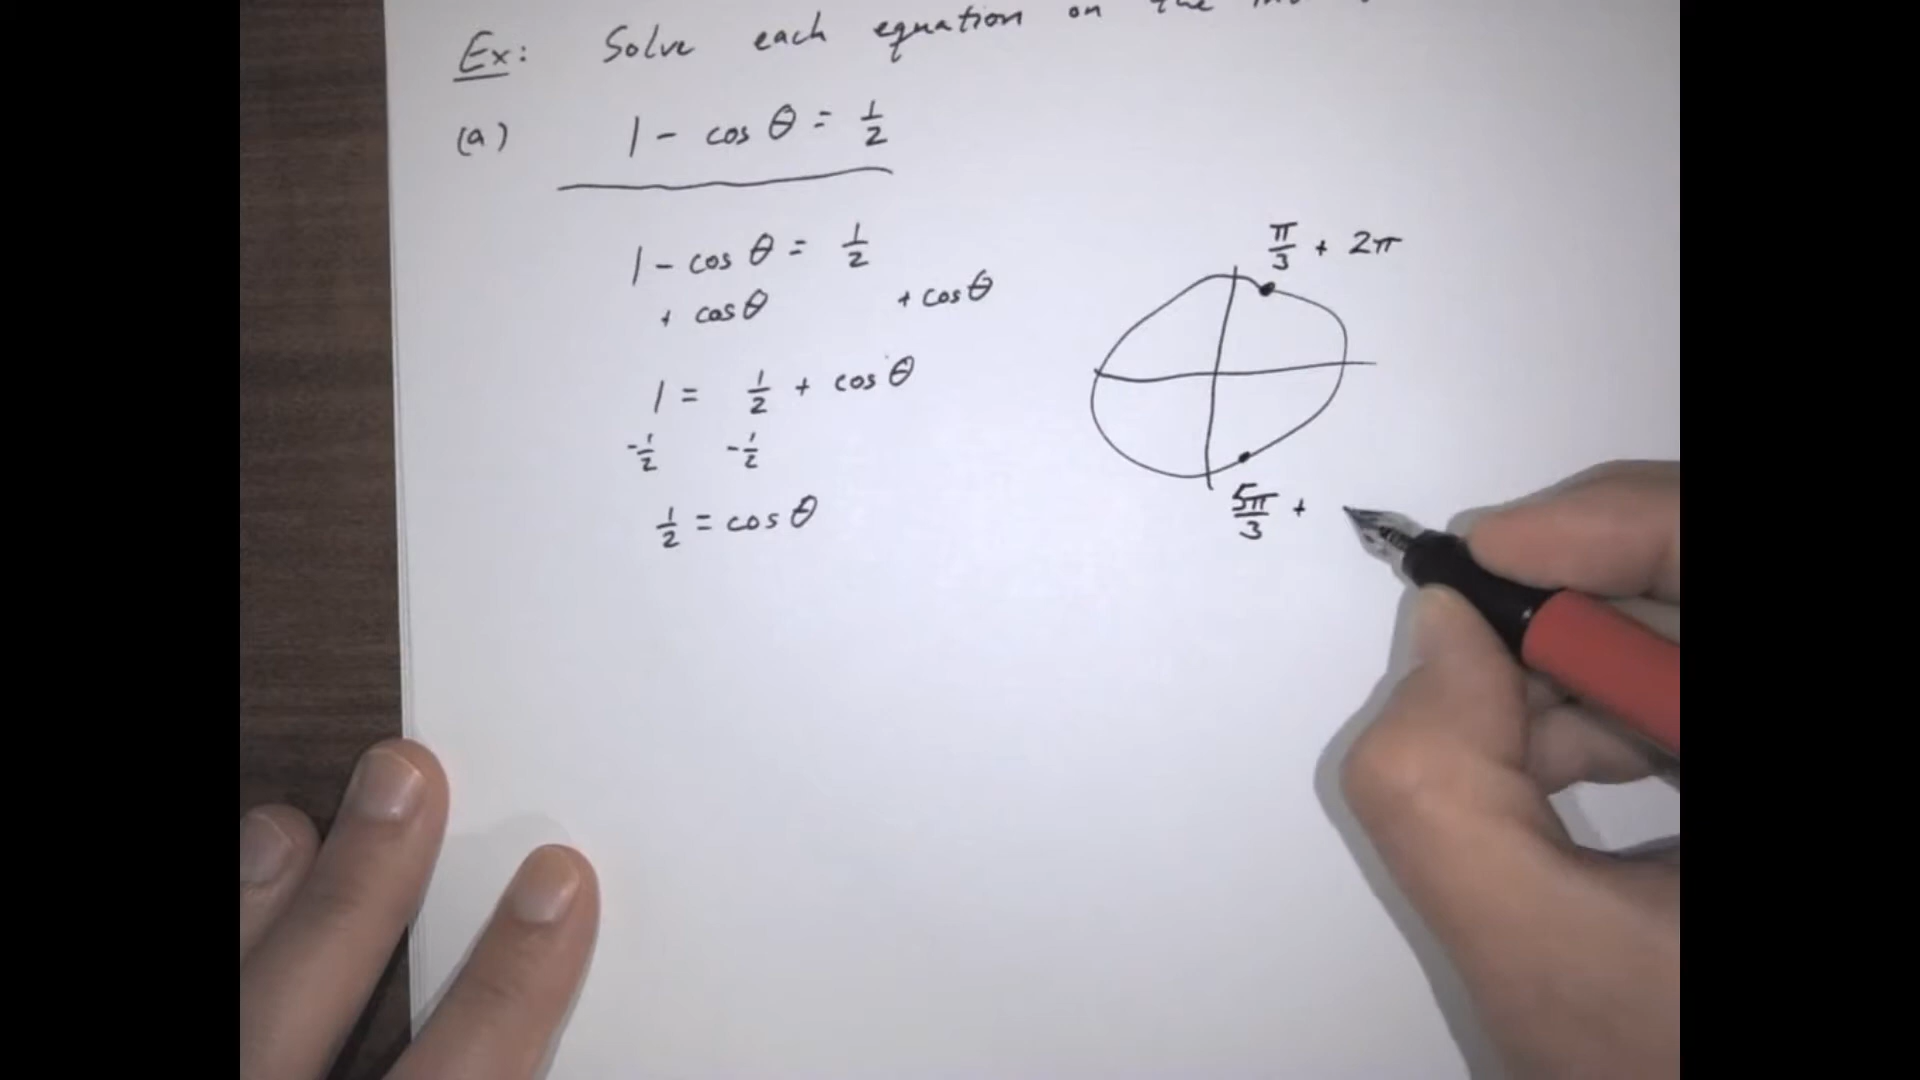 Ex: Solve each equation on the
(a) 1 - cos θ = 1/2
1 - cos θ = 1/2
+ cos θ + cos θ
1 = 1/2 + cos θ
-1/2 -1/2
1/2 = cos θ
π/3 + 2π
5π/3 +